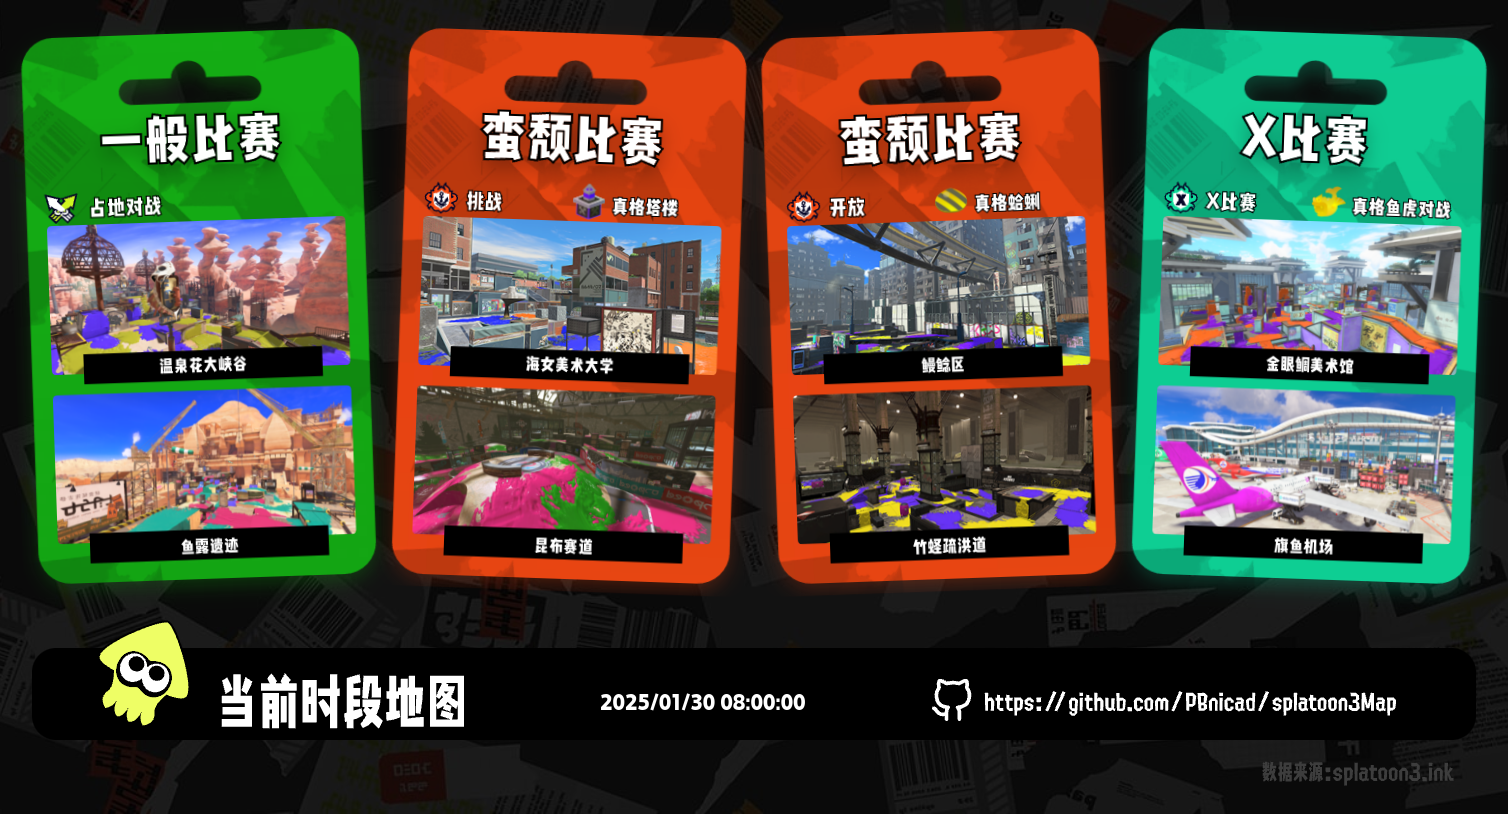 一般比赛
占地对战
温泉花大峡谷
鱼露遗迹
蛮颓比赛
挑战
真格塔楼
海女美术大学
昆布赛道
蛮颓比赛
开放
真格蛤蜊
鳗鲶区
竹蛏疏洪道
X比赛
X比赛
真格鱼虎对战
金眼鲷美术馆
旗鱼机场
当前时段地图
2025/01/30 08:00:00
https://github.com/PBnicad/splatoon3Map
数据来源:splatoon3.ink